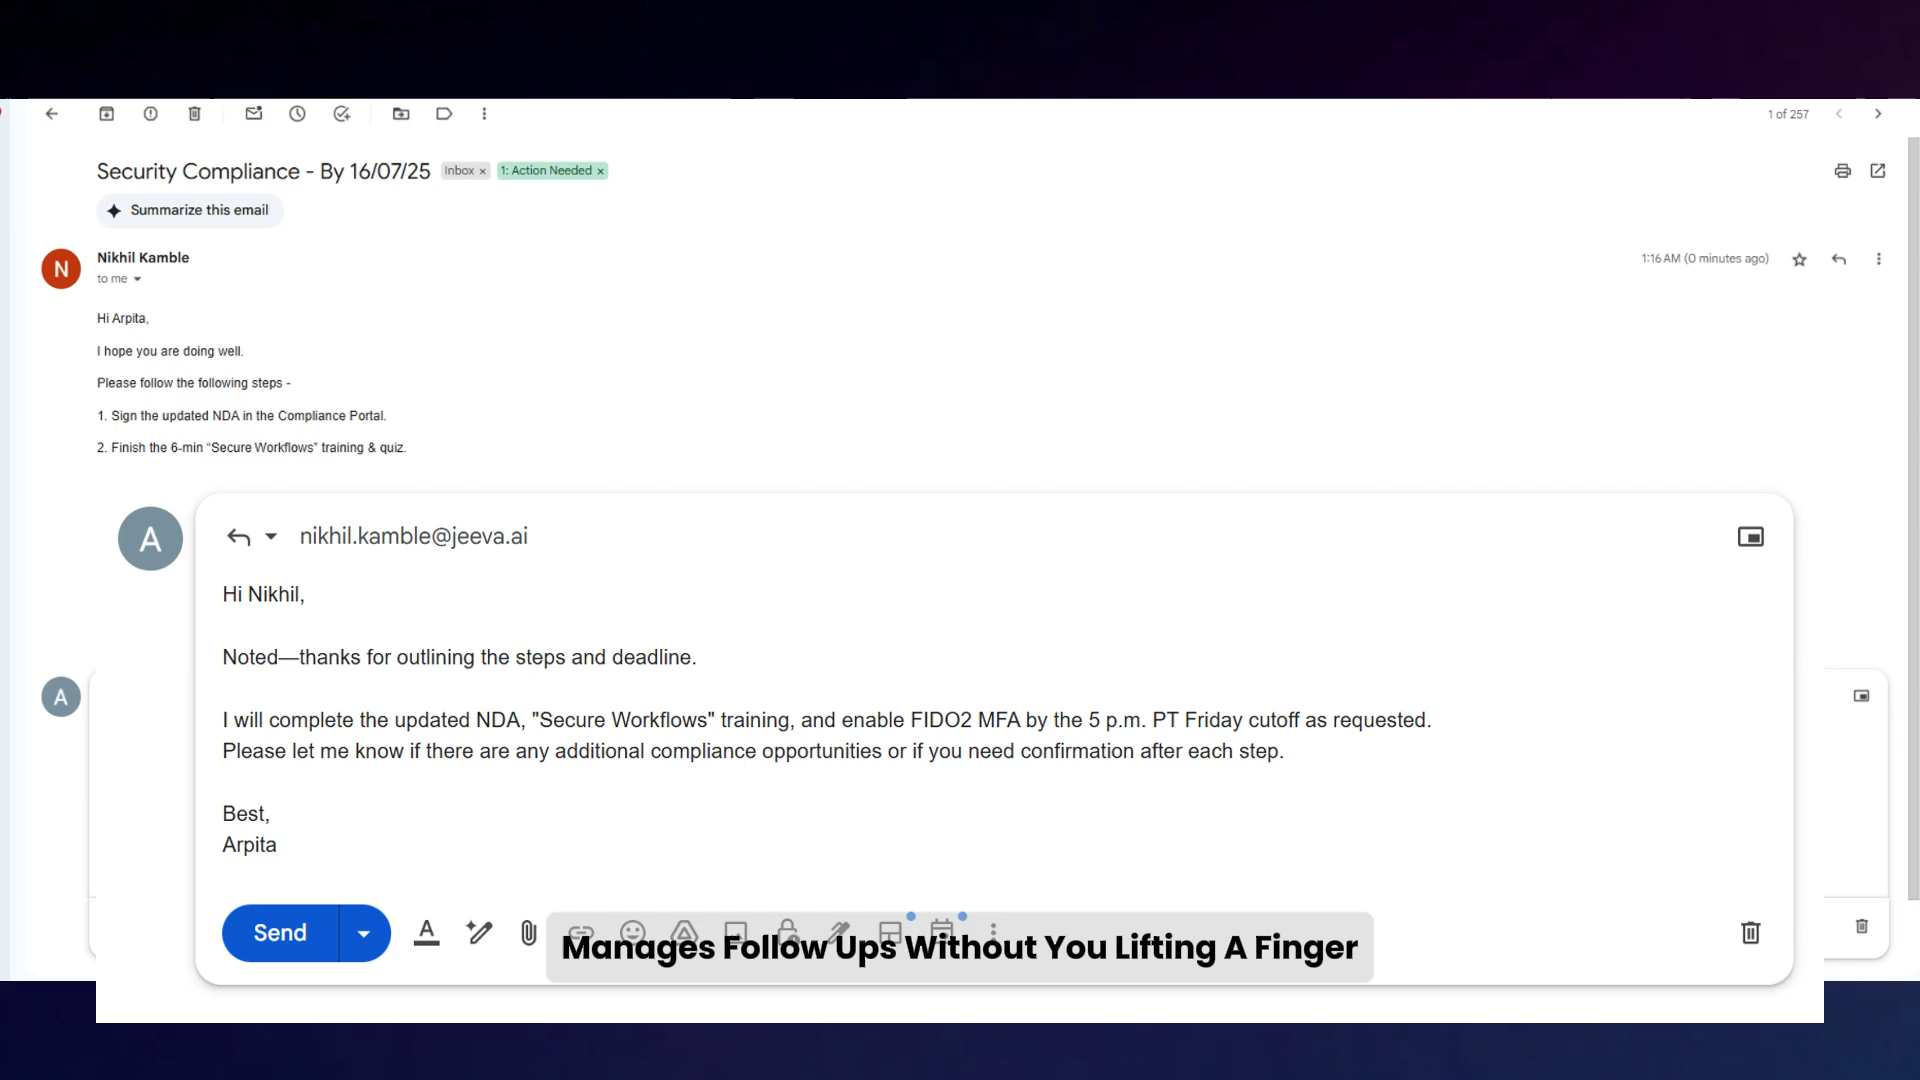 1 of 257
Security Compliance - By 16/07/25 Inbox × 1: Action Needed ×
Summarize this email
N
Nikhil Kamble
1:16 AM (0 minutes ago)
to me
Hi Arpita,
I hope you are doing well.
Please follow the following steps -
1. Sign the updated NDA in the Compliance Portal.
2. Finish the 6-min “Secure Workflows” training & quiz.
A
nikhil.kamble@jeeva.ai
Hi Nikhil,
Noted—thanks for outlining the steps and deadline.
A
I will complete the updated NDA, "Secure Workflows" training, and enable FIDO2 MFA by the 5 p.m. PT Friday cutoff as requested.
Please let me know if there are any additional compliance opportunities or if you need confirmation after each step.
Best,
Arpita
Send
A
Manages Follow Ups Without You Lifting A Finger